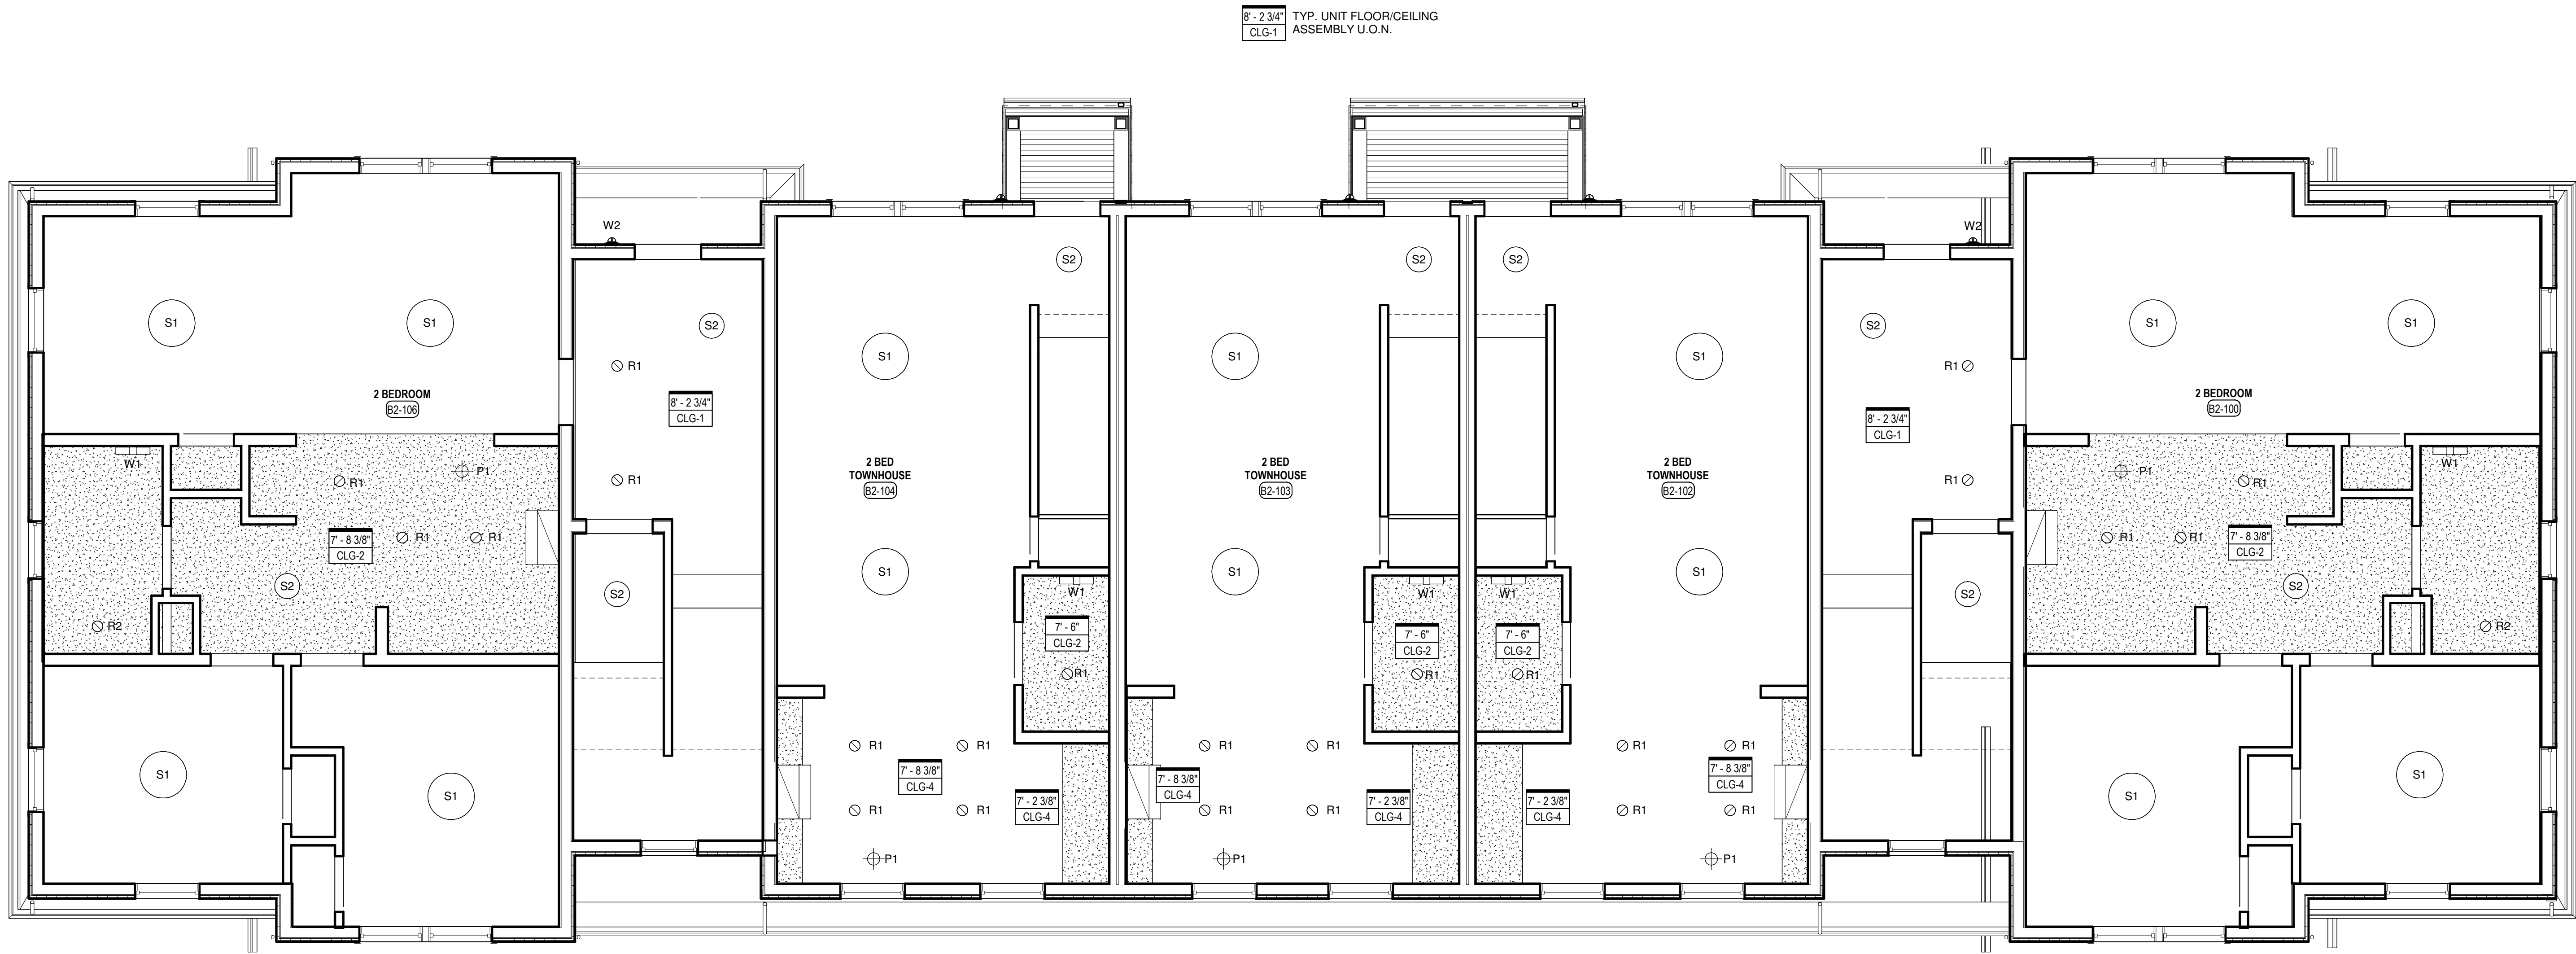 8' - 2 3/4" TYP. UNIT FLOOR/CEILING
CLG-1 ASSEMBLY U.O.N.
W2
W2
S2
S2
S2
S1
S1
S2
S2
S1
S1
S1
S1
S1
R1
R1
2 BEDROOM
B2-106
8' - 2 3/4"
CLG-1
8' - 2 3/4"
CLG-1
2 BEDROOM
B2-100
W1
R1
P1
R1
2 BED
TOWNHOUSE
B2-104
2 BED
TOWNHOUSE
B2-103
2 BED
TOWNHOUSE
B2-102
R1
P1
R1
W1
7' - 8 3/8"
CLG-2
R1
R1
R1
R1
7' - 8 3/8"
CLG-2
S2
S2
S1
S1
S1
S2
S2
W1
W1
W1
R2
7' - 6"
CLG-2
7' - 6"
CLG-2
7' - 6"
CLG-2
R2
R1
R1
R1
S1
S1
R1
R1
R1
R1
R1
R1
S1
S1
7' - 8 3/8"
CLG-4
7' - 8 3/8"
CLG-4
7' - 8 3/8"
CLG-4
R1
R1
7' - 2 3/8"
CLG-4
R1
R1
7' - 2 3/8"
CLG-4
7' - 2 3/8"
CLG-4
R1
R1
P1
P1
P1